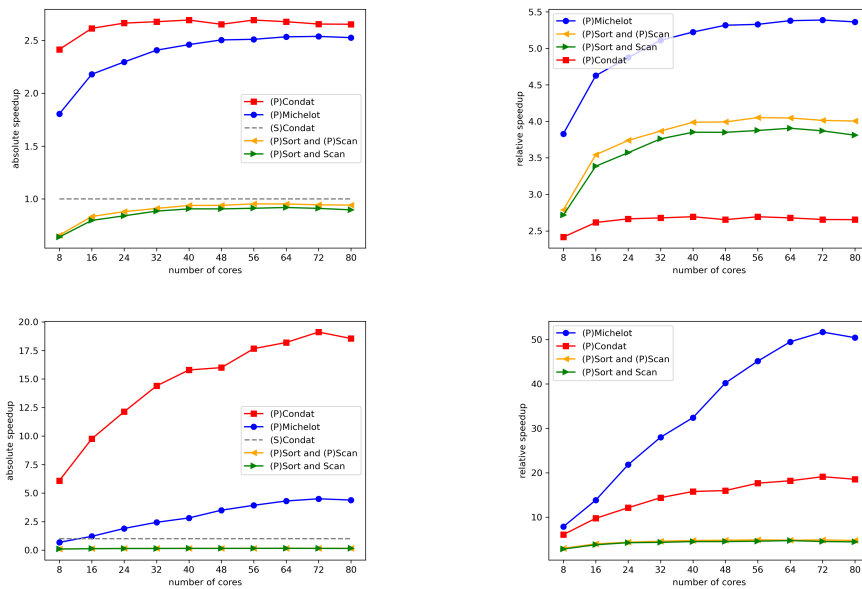 absolute speedup
2.5
2.0
1.5
1.0
(P)Condat
(P)Michelot
(S)Condat
(P)Sort and (P)Scan
(P)Sort and Scan
8 16 24 32 40 48 56 64 72 80
number of cores
relative speedup
5.5
5.0
4.5
4.0
3.5
3.0
2.5
(P)Michelot
(P)Sort and (P)Scan
(P)Sort and Scan
(P)Condat
8 16 24 32 40 48 56 64 72 80
number of cores
absolute speedup
20.0
17.5
15.0
12.5
10.0
7.5
5.0
2.5
0.0
(P)Condat
(P)Michelot
(S)Condat
(P)Sort and (P)Scan
(P)Sort and Scan
8 16 24 32 40 48 56 64 72 80
number of cores
relative speedup
50
40
30
20
10
(P)Michelot
(P)Condat
(P)Sort and (P)Scan
(P)Sort and Scan
8 16 24 32 40 48 56 64 72 80
number of cores